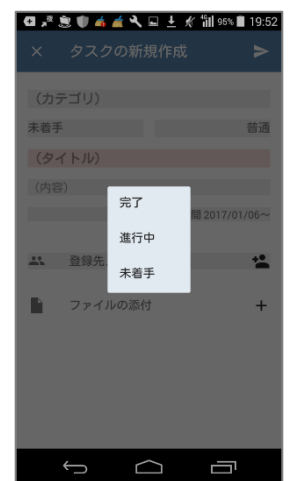 95% 19:52
タスクの新規作成
(カテゴリ)
未着手 普通
(タイトル)
(内容)
完了
間 2017/01/06～
進行中
登録先
未着手
ファイルの添付